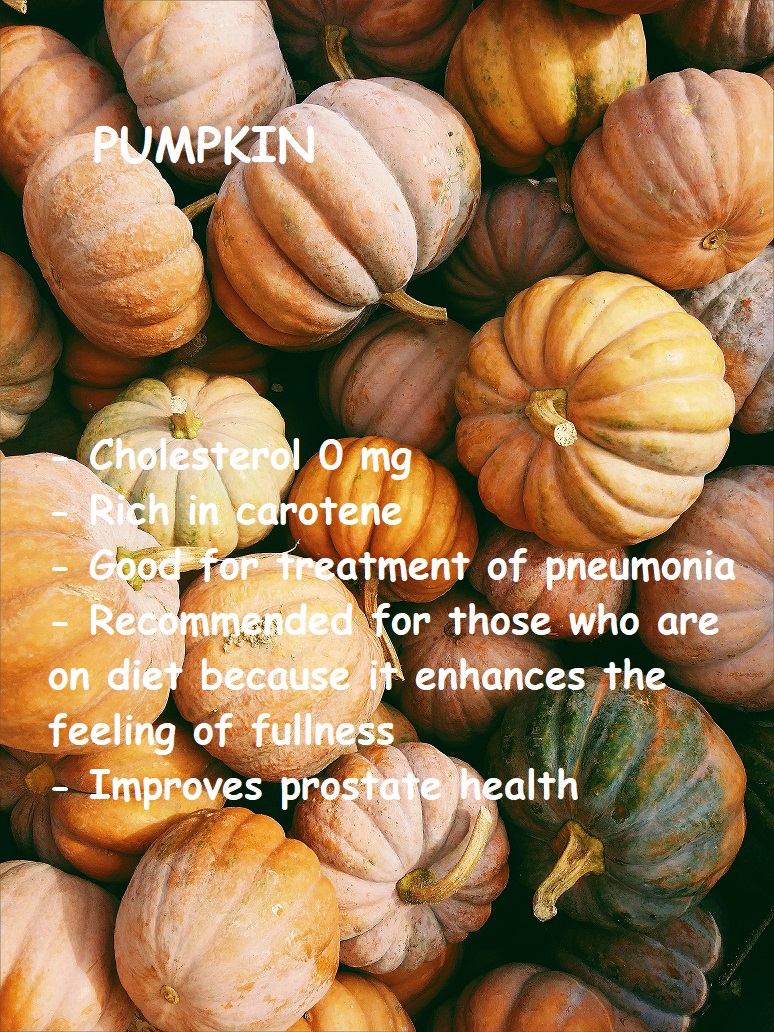 PUMPKIN
- Cholesterol 0 mg
- Rich in carotene
- Good for treatment of pneumonia
- Recommended for those who are
on diet because it enhances the
feeling of fullness
- Improves prostate health